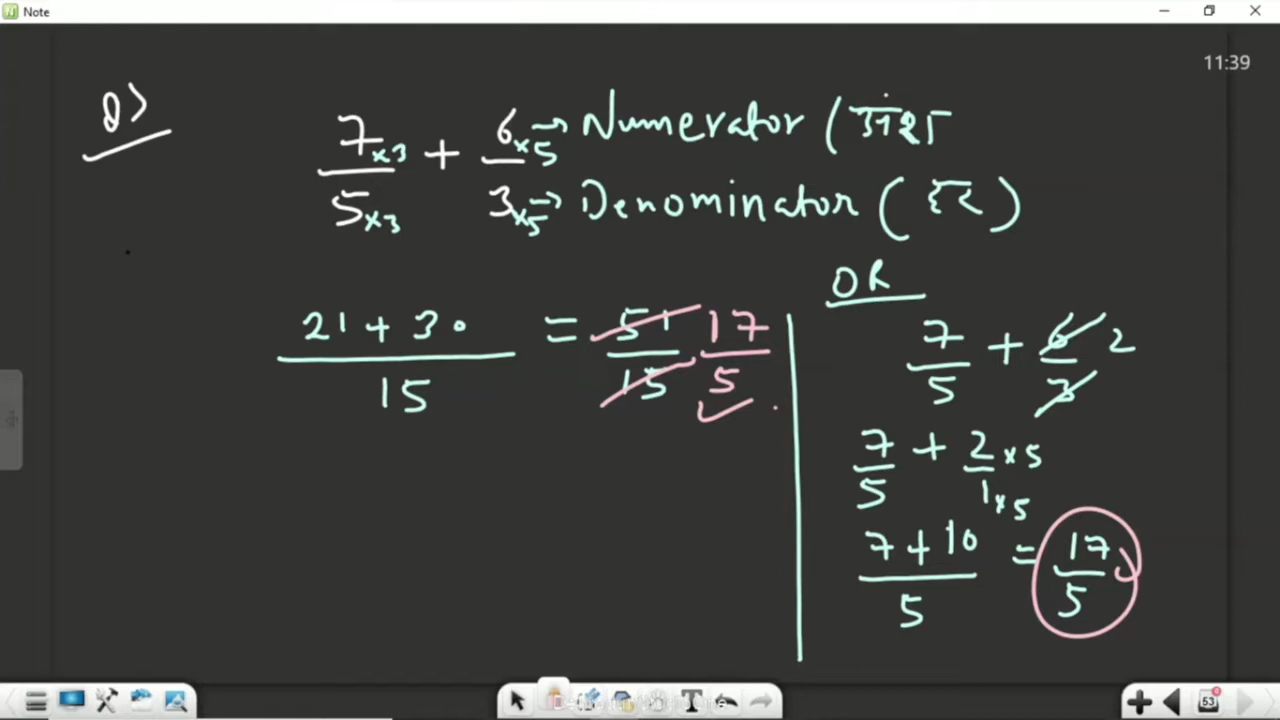 Note
11:39
Q>
7×3/5×3 + 6×5/3×5
→ Numerator (अंश
→ Denominator (हर)
21 + 30 / 15 = 51/15 17/5 ✓
OR
7/5 + 6/3 2
7/5 + 2×5/1×5
7 + 10 / 5 = 17/5
53